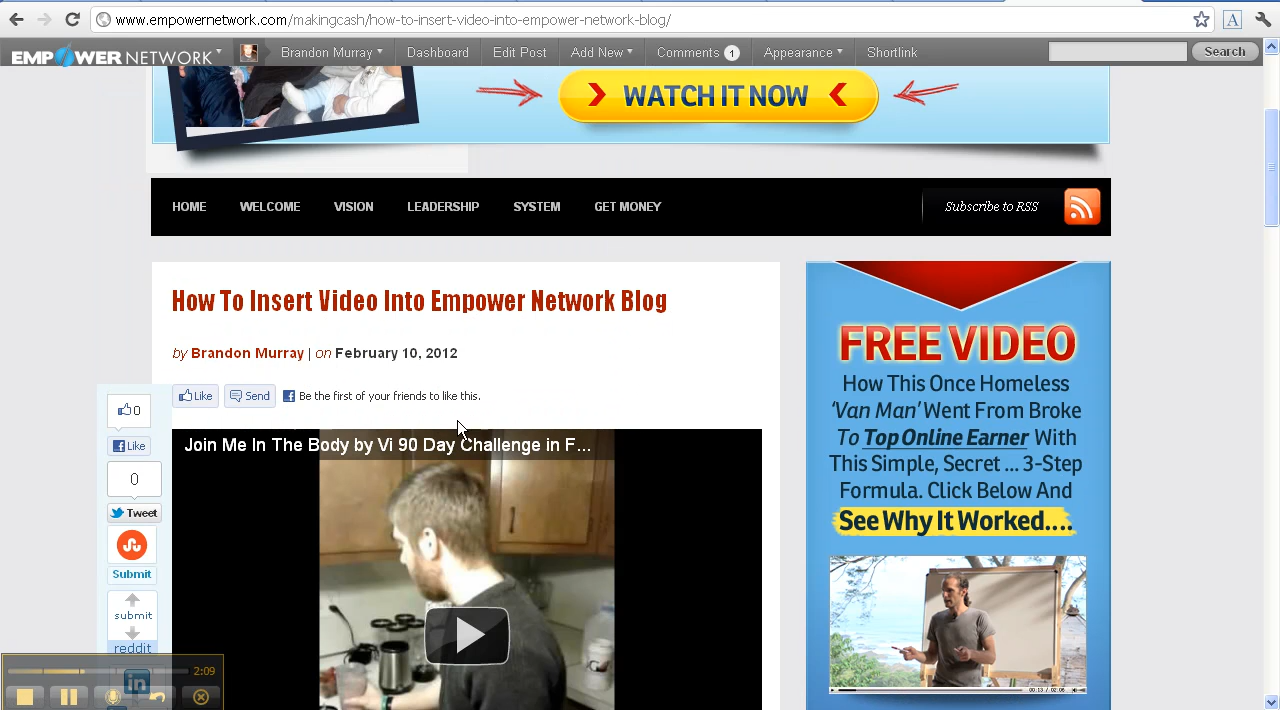 www.empowernetwork.com/makingcash/how-to-insert-video-into-empower-network-blog/
A
EMPOWER NETWORK
Brandon Murray
Dashboard
Edit Post
Add New
Comments 1
Appearance
Shortlink
Search
WATCH IT NOW
HOME
WELCOME
VISION
LEADERSHIP
SYSTEM
GET MONEY
Subscribe to RSS
How To Insert Video Into Empower Network Blog
by Brandon Murray | on February 10, 2012
Like
Send
Be the first of your friends to like this.
0
Like
0
Tweet
Submit
submit
reddit
in
Join Me In The Body by Vi 90 Day Challenge in F...
FREE VIDEO
How This Once Homeless
‘Van Man’ Went From Broke
To Top Online Earner With
This Simple, Secret ... 3-Step
Formula. Click Below And
See Why It Worked....
00:13 / 02:06
2:09